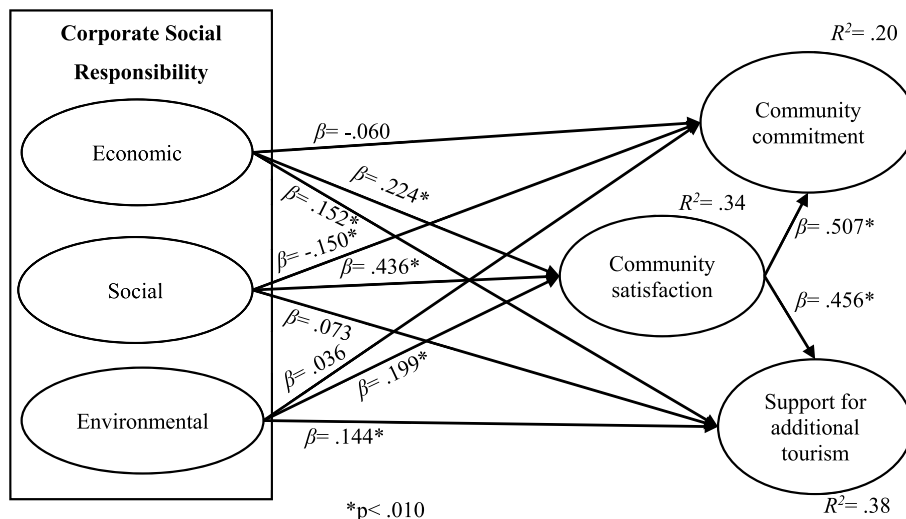 Corporate Social
Responsibility
Economic
Social
Environmental
β= -.060
β= .224*
β= .152*
β= -.150*
β= .436*
β= .073
β= .036
β= .199*
β= .144*
R²= .34
Community
satisfaction
R²= .20
Community
commitment
β= .507*
β= .456*
Support for
additional
tourism
R²= .38
*p< .010